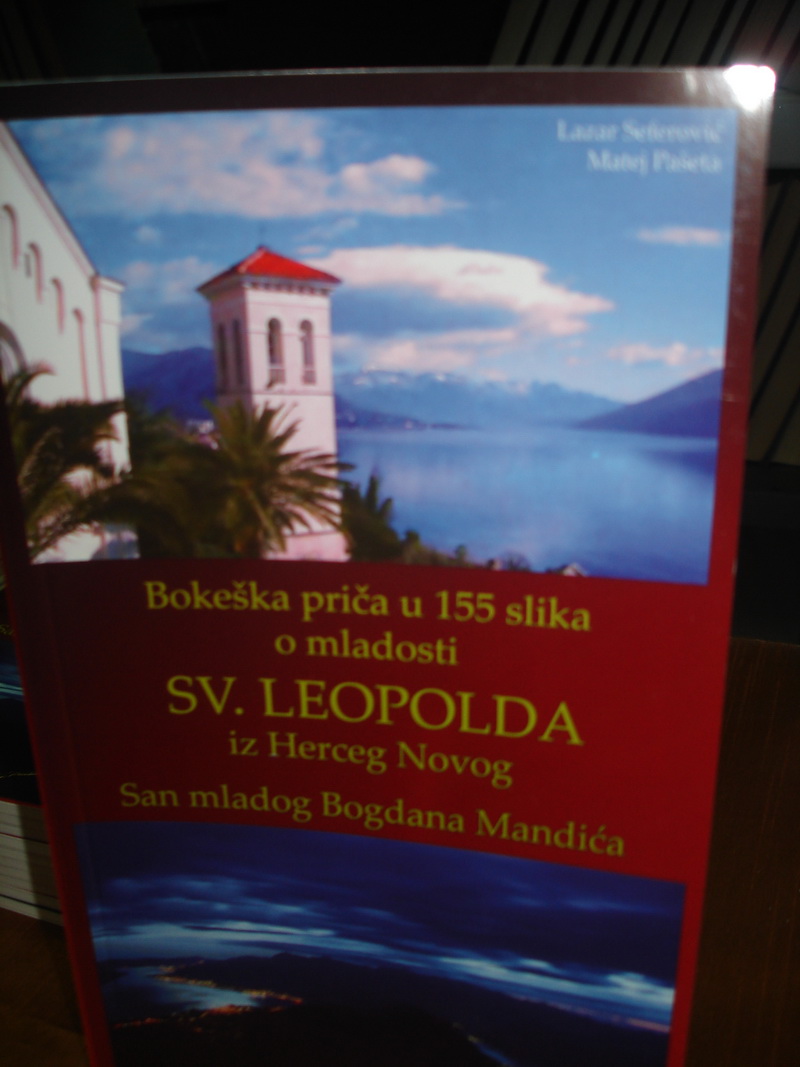 Lazar Seferović
Matej Pašeta
Bokeška priča u 155 slika
o mladosti
SV. LEOPOLDA
iz Herceg Novog
San mladog Bogdana Mandića